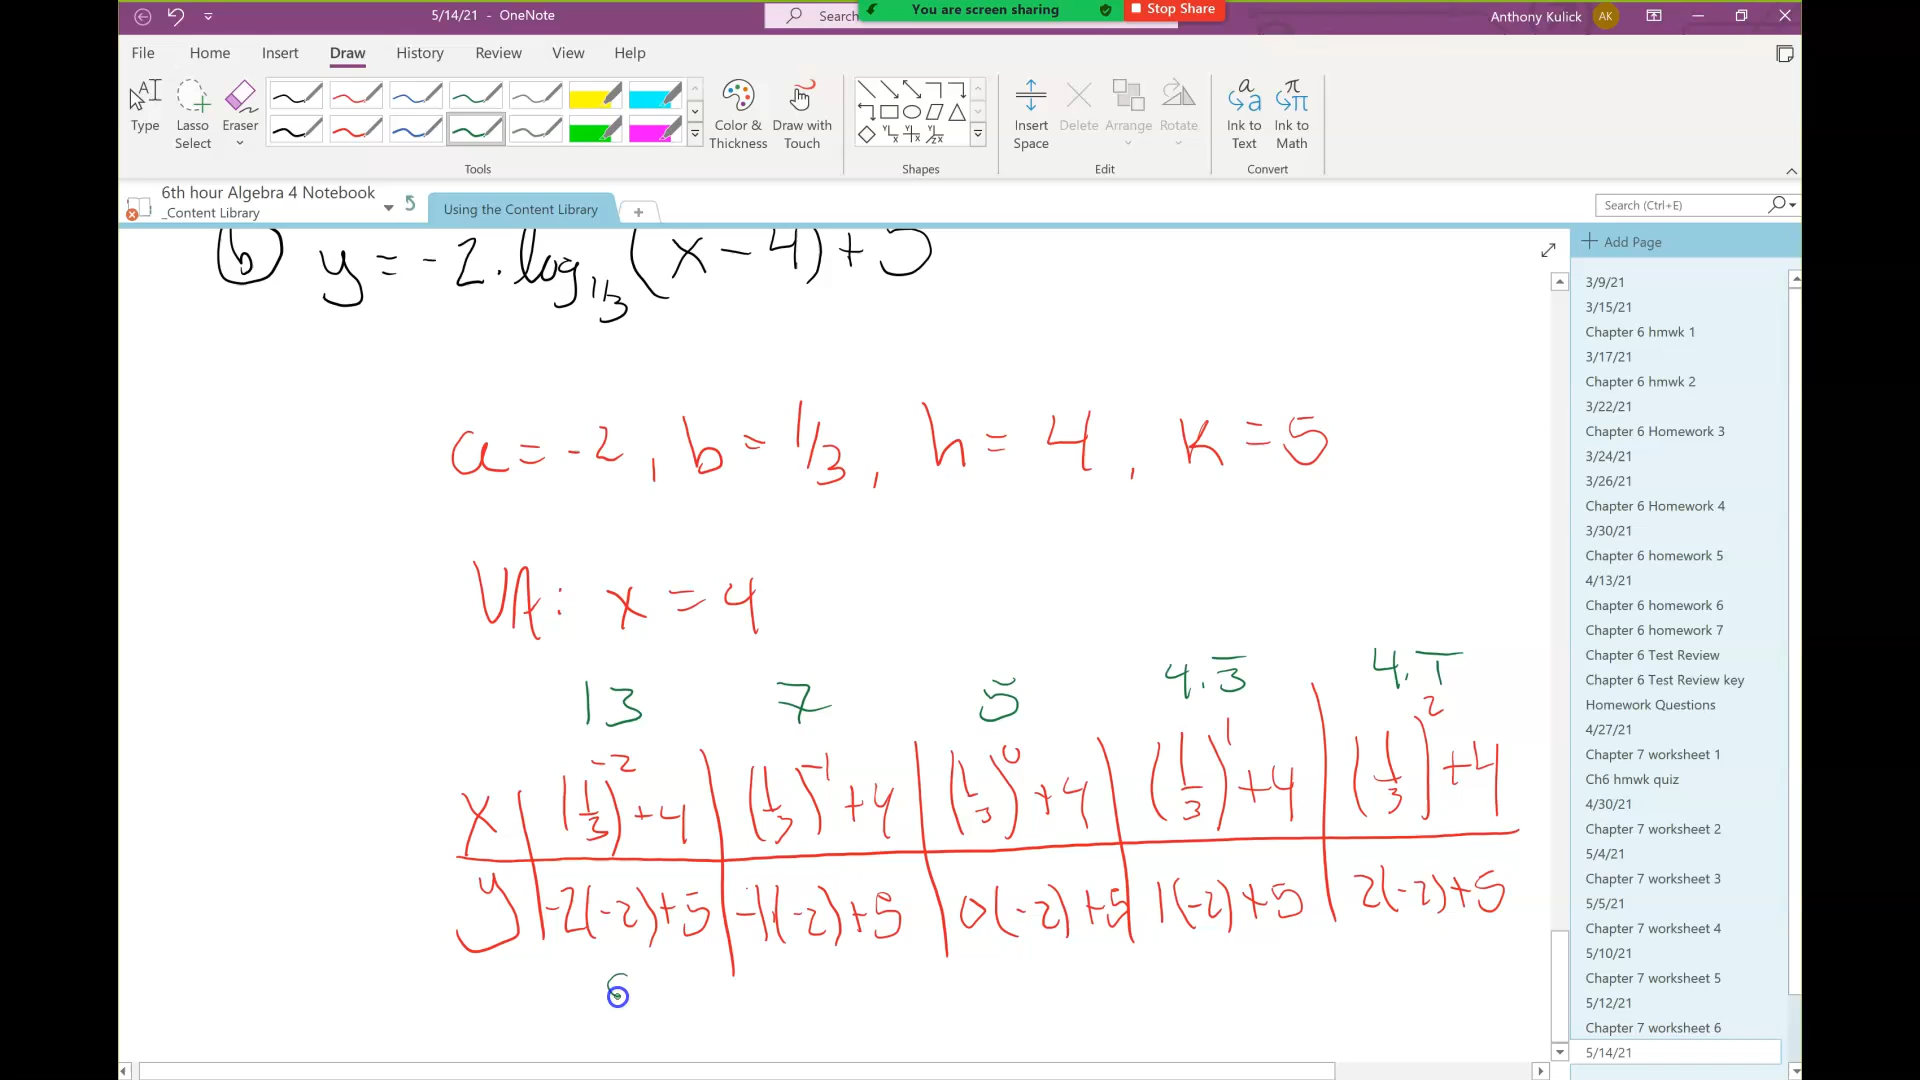 5/14/21 - OneNote
Search
You are screen sharing
Stop Share
Anthony Kulick
AK
File Home Insert Draw History Review View Help
Type
Lasso Select
Eraser
Color & Thickness
Draw with Touch
Insert Space
Delete
Arrange
Rotate
Ink to Text
Ink to Math
Tools
Shapes
Edit
Convert
6th hour Algebra 4 Notebook
_Content Library
Using the Content Library
Search (Ctrl+E)
Add Page
3/9/21
3/15/21
Chapter 6 hmwk 1
3/17/21
Chapter 6 hmwk 2
3/22/21
Chapter 6 Homework 3
3/24/21
3/26/21
Chapter 6 Homework 4
3/30/21
Chapter 6 homework 5
4/13/21
Chapter 6 homework 6
Chapter 6 homework 7
Chapter 6 Test Review
Chapter 6 Test Review key
Homework Questions
4/27/21
Chapter 7 worksheet 1
Ch6 hmwk quiz
4/30/21
Chapter 7 worksheet 2
5/4/21
Chapter 7 worksheet 3
5/5/21
Chapter 7 worksheet 4
5/10/21
Chapter 7 worksheet 5
5/12/21
Chapter 7 worksheet 6
5/14/21
(b) y = -2 · log₁/₃ (x - 4) + 5
a = -2, b = 1/3, h = 4, k = 5
VA: x = 4
13 7 5 4.3̅ 4.1̅
x | (1/3)⁻² + 4 | (1/3)⁻¹ + 4 | (1/3)⁰ + 4 | (1/3)¹ + 4 | (1/3)² + 4
y | -2(-2)+5 | -1(-2)+5 | 0(-2)+5 | 1(-2)+5 | 2(-2)+5